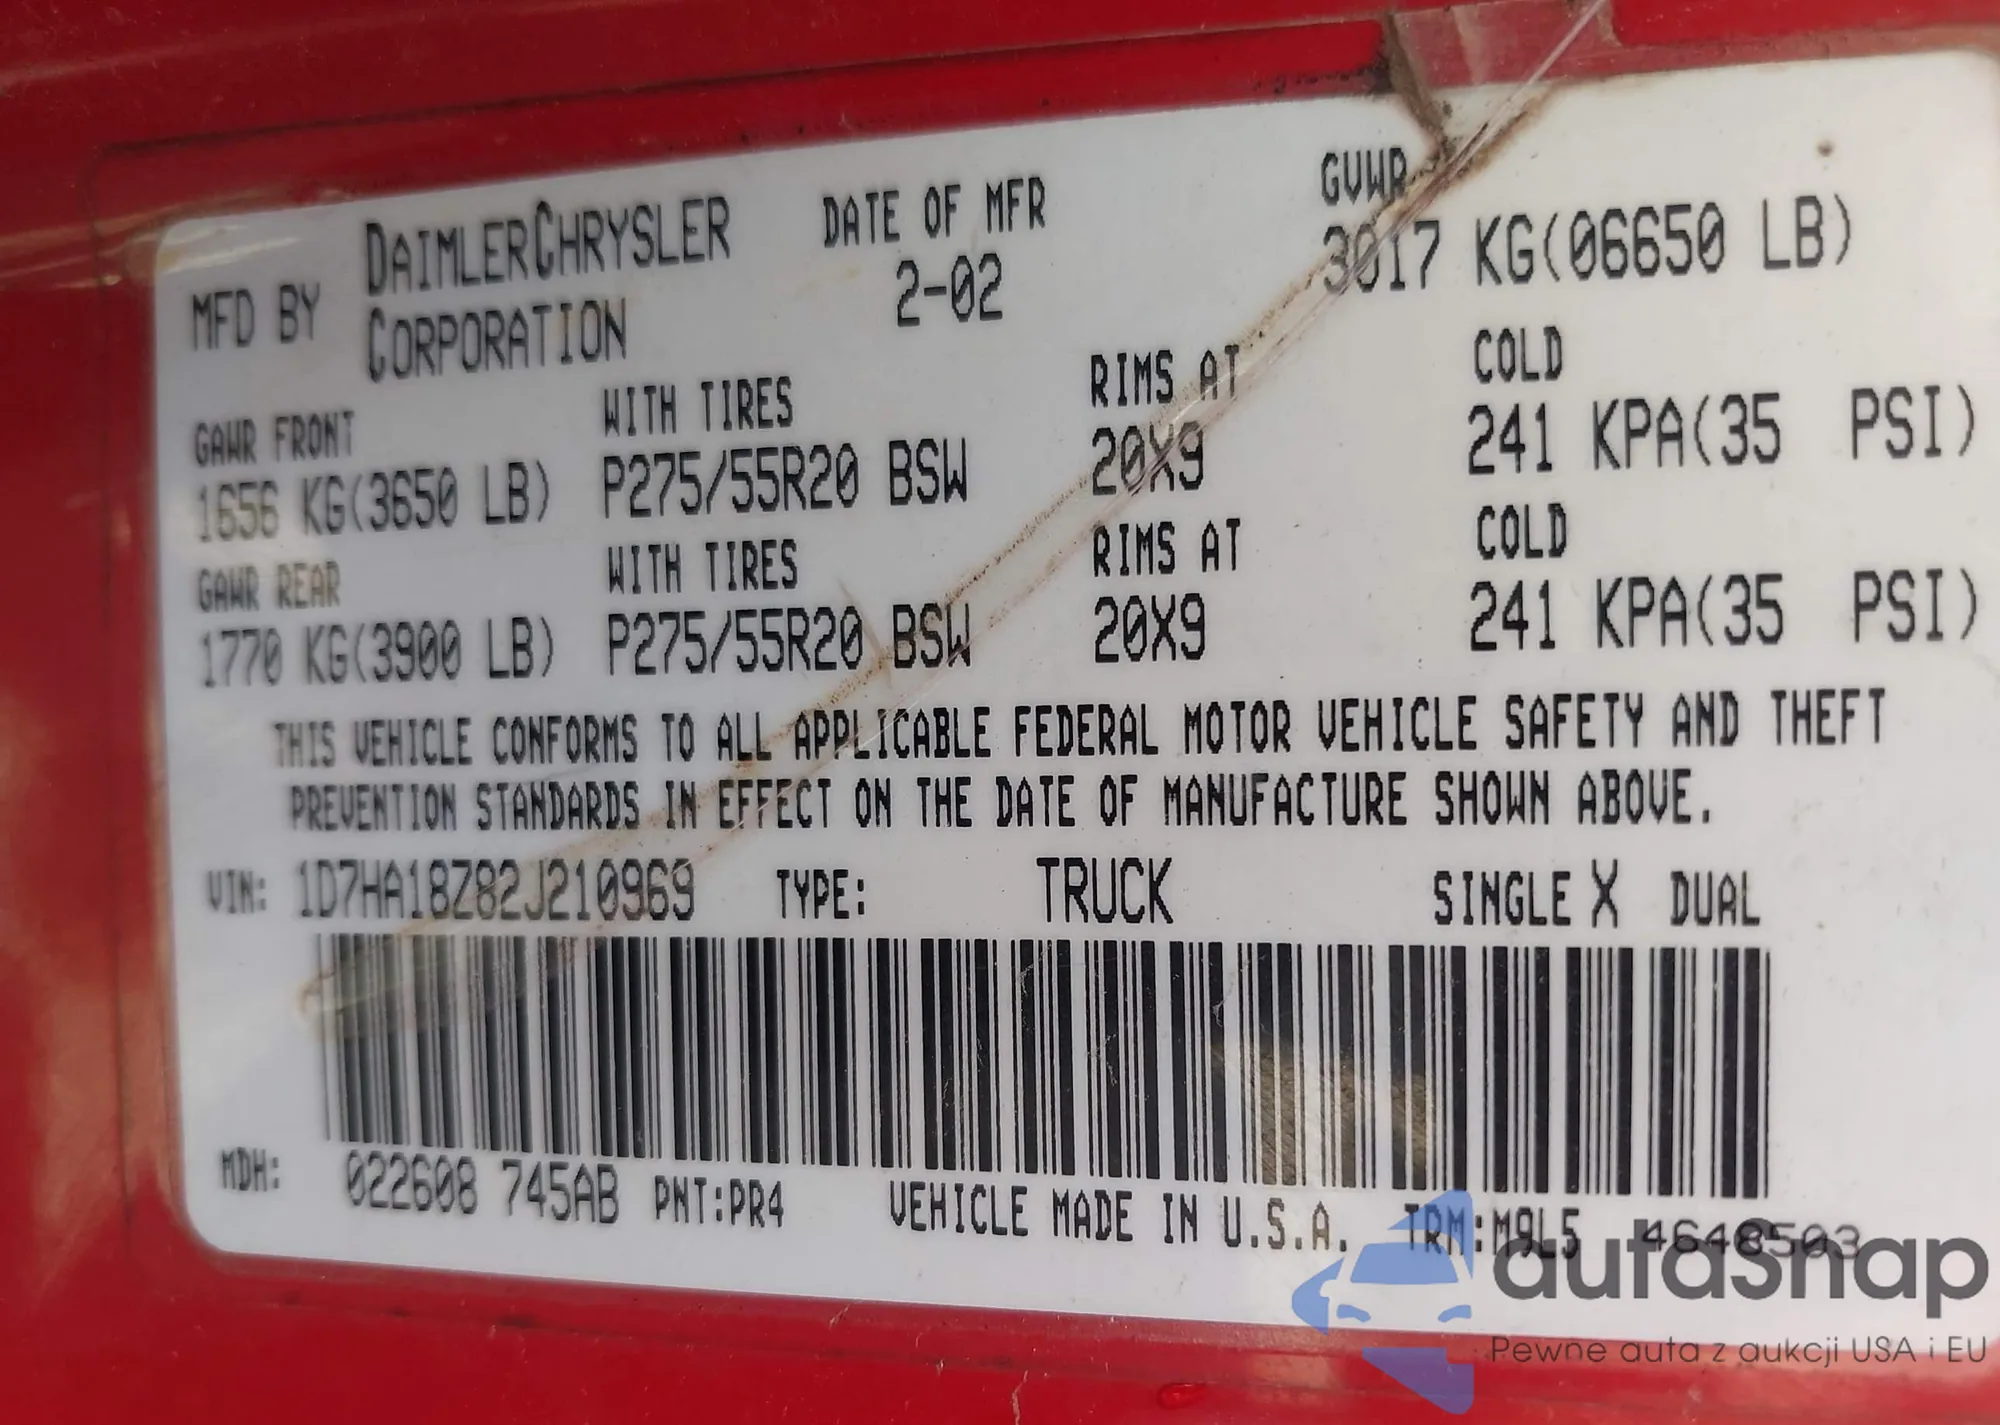 MFD BY DAIMLERCHRYSLER CORPORATION DATE OF MFR GVWR
2-02 3017 KG(06650 LB)
GAWR FRONT WITH TIRES RIMS AT COLD
1656 KG(3650 LB) P275/55R20 BSW 20X9 241 KPA(35 PSI)
GAWR REAR WITH TIRES RIMS AT COLD
1770 KG(3900 LB) P275/55R20 BSW 20X9 241 KPA(35 PSI)
THIS VEHICLE CONFORMS TO ALL APPLICABLE FEDERAL MOTOR VEHICLE SAFETY AND THEFT
PREVENTION STANDARDS IN EFFECT ON THE DATE OF MANUFACTURE SHOWN ABOVE.
VIN: 1D7HA18Z82J210969 TYPE: TRUCK SINGLE X DUAL
MDH: 022608 745AB PNT:PR4 VEHICLE MADE IN U.S.A. TRM:M9L5 4648503
autasnap
Pewne auta z aukcji USA i EU